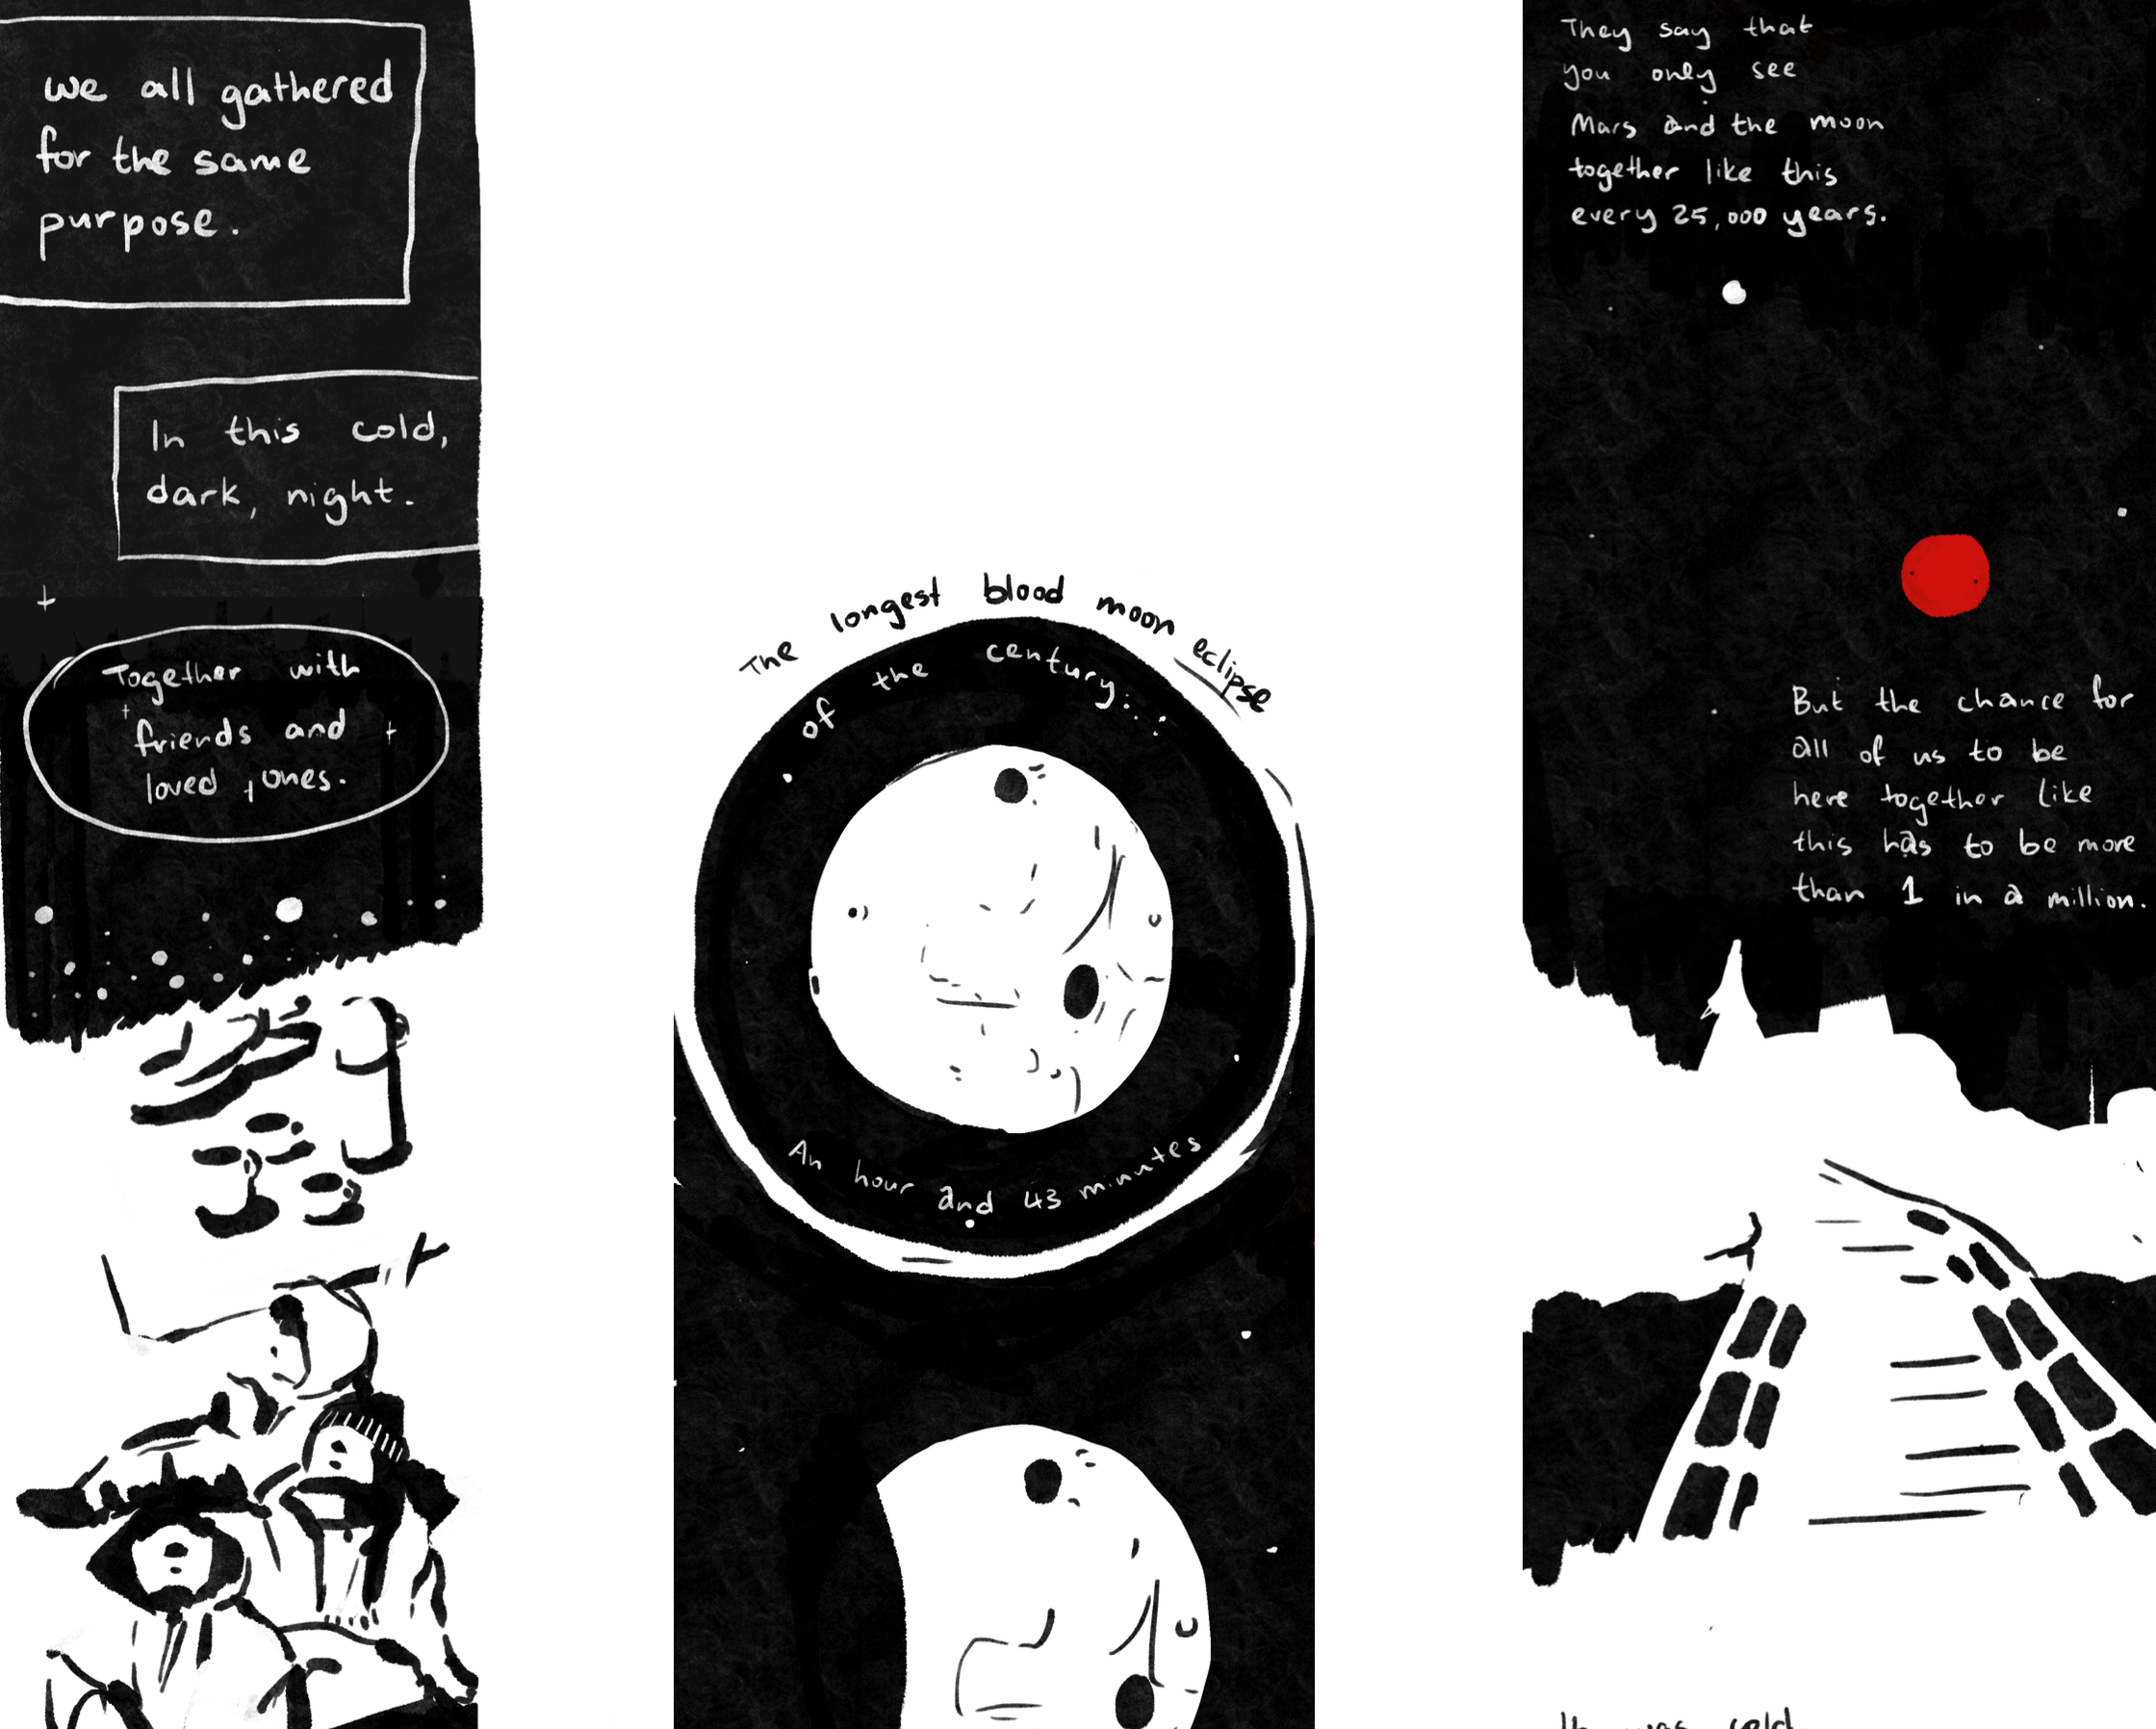 we all gathered
for the same
purpose.
In this cold,
dark, night.
Together with
friends and
loved ones.
The longest blood moon eclipse
of the century...
An hour and 43 minutes
They say that
you only see
Mars and the moon
together like this
every 25,000 years.
But the chance for
all of us to be
here together like
this has to be more
than 1 in a million.
It was cold